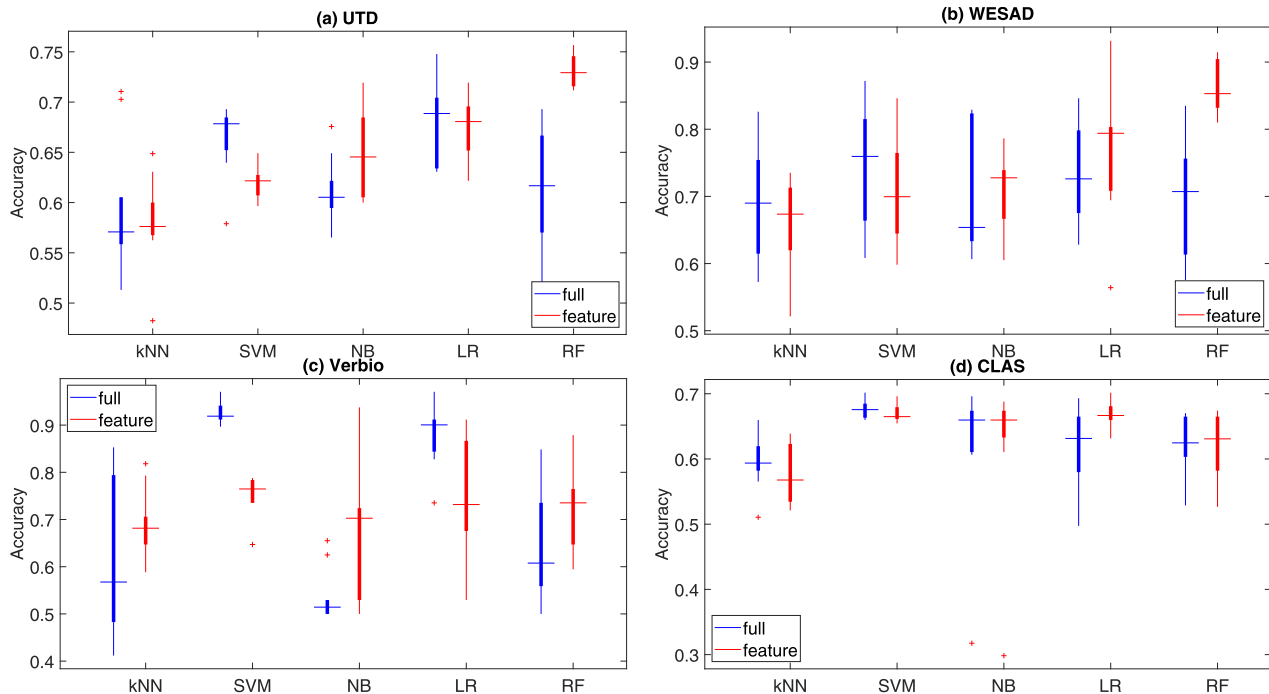 (a) UTD
Accuracy
0.75
0.7
0.65
0.6
0.55
0.5
kNN SVM NB LR RF
full
feature
(b) WESAD
Accuracy
0.9
0.8
0.7
0.6
0.5
kNN SVM NB LR RF
full
feature
(c) Verbio
Accuracy
0.9
0.8
0.7
0.6
0.5
0.4
kNN SVM NB LR RF
full
feature
(d) CLAS
Accuracy
0.7
0.6
0.5
0.4
0.3
kNN SVM NB LR RF
full
feature